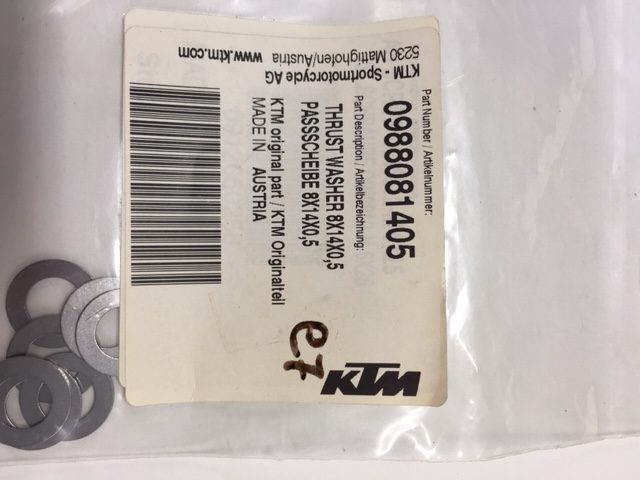 Part Number / Artikelnummer:
0988081405
Part Description / Artikelbezeichnung:
THRUST WASHER 8X14X0,5
PASSSCHEIBE 8X14X0,5
KTM original part / KTM Originalteil
MADE IN AUSTRIA
KTM - Sportmotorcycle AG
5230 Mattighofen/Austria
www.ktm.com
KTM